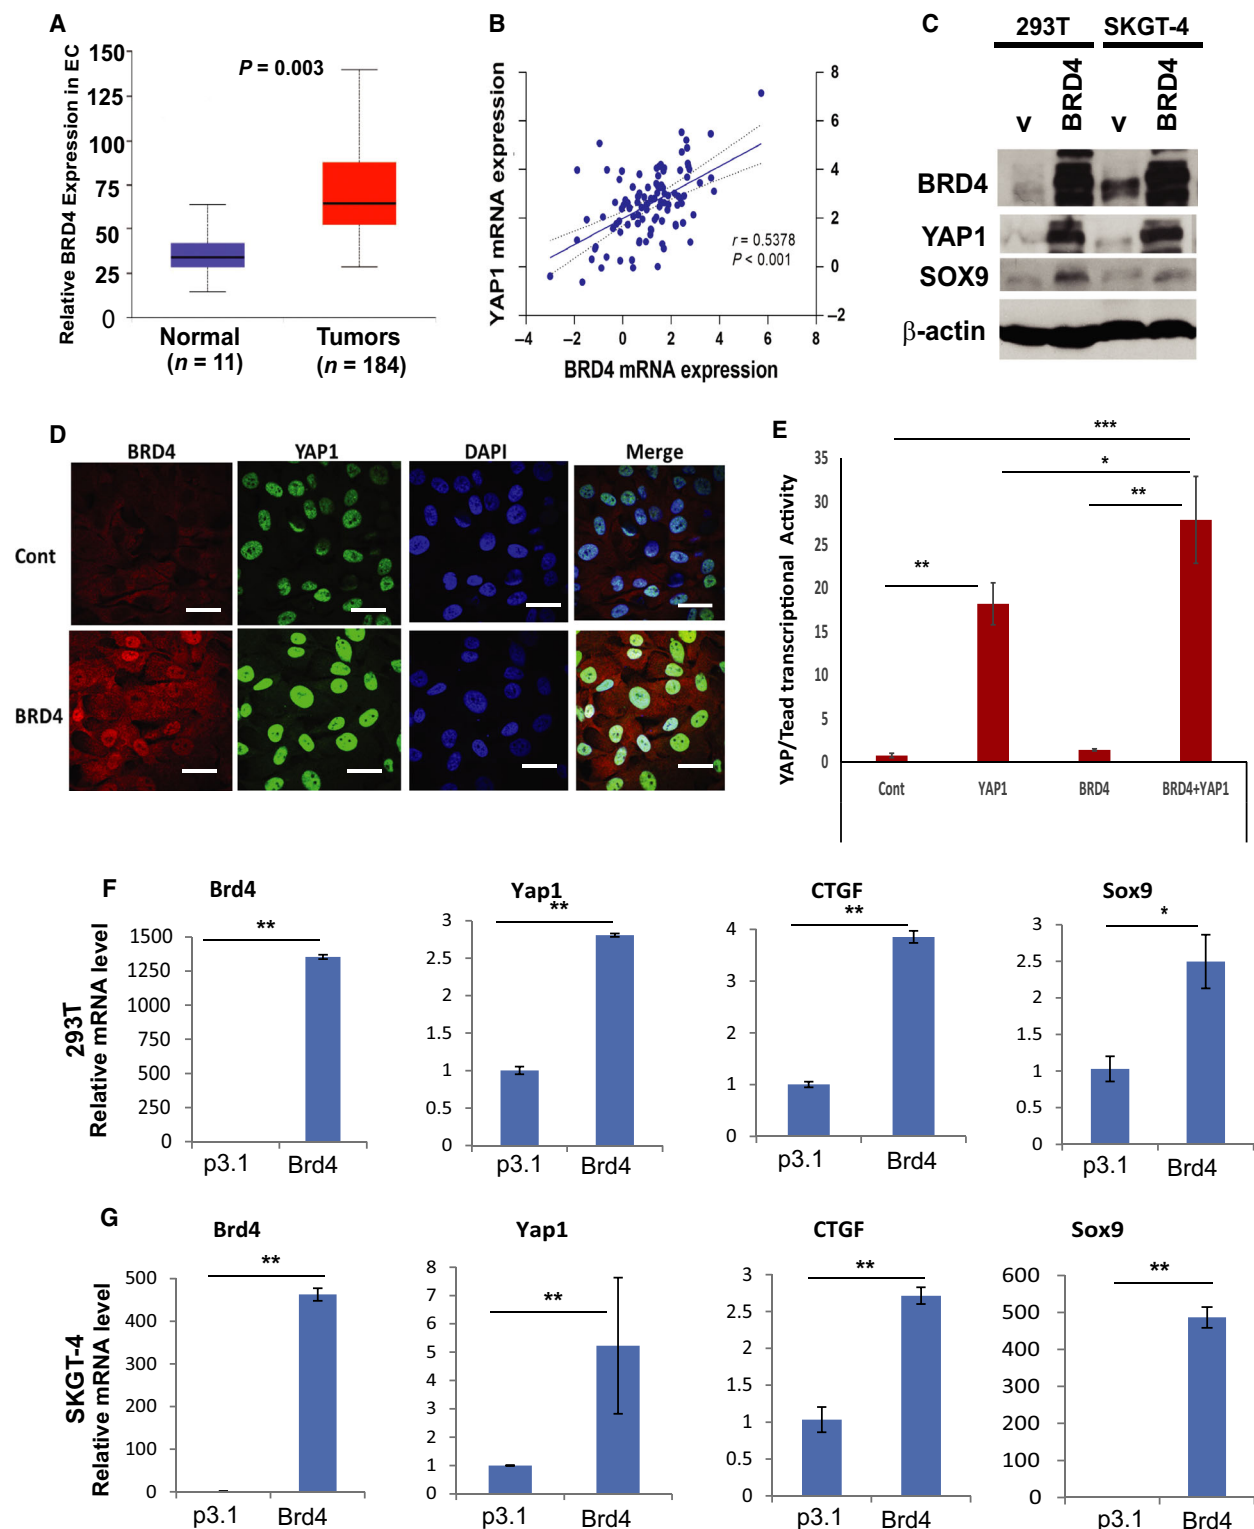 A
Relative BRD4 Expression in EC
150
125
100
75
50
25
0
P = 0.003
Normal
(n = 11)
Tumors
(n = 184)
B
YAP1 mRNA expression
8
6
4
2
0
−2
r = 0.5378
P < 0.001
−4 −2 0 2 4 6 8
BRD4 mRNA expression
C
293T SKGT-4
V BRD4 V BRD4
BRD4
YAP1
SOX9
β-actin
D
BRD4 YAP1 DAPI Merge
Cont
BRD4
E
YAP/Tead transcriptional Activity
35
30
25
20
15
10
5
0
***
*
**
**
Cont YAP1 BRD4 BRD4+YAP1
F
293T
Relative mRNA level
Brd4
**
1500
1250
1000
750
500
250
0
p3.1 Brd4
Yap1
**
3
2.5
2
1.5
1
0.5
0
p3.1 Brd4
CTGF
**
4
3
2
1
0
p3.1 Brd4
Sox9
*
3
2.5
2
1.5
1
0.5
0
p3.1 Brd4
G
SKGT-4
Relative mRNA level
Brd4
**
500
400
300
200
100
0
p3.1 Brd4
Yap1
**
8
7
6
5
4
3
2
1
0
p3.1 Brd4
CTGF
**
3
2.5
2
1.5
1
0.5
0
p3.1 Brd4
Sox9
**
600
500
400
300
200
100
0
p3.1 Brd4